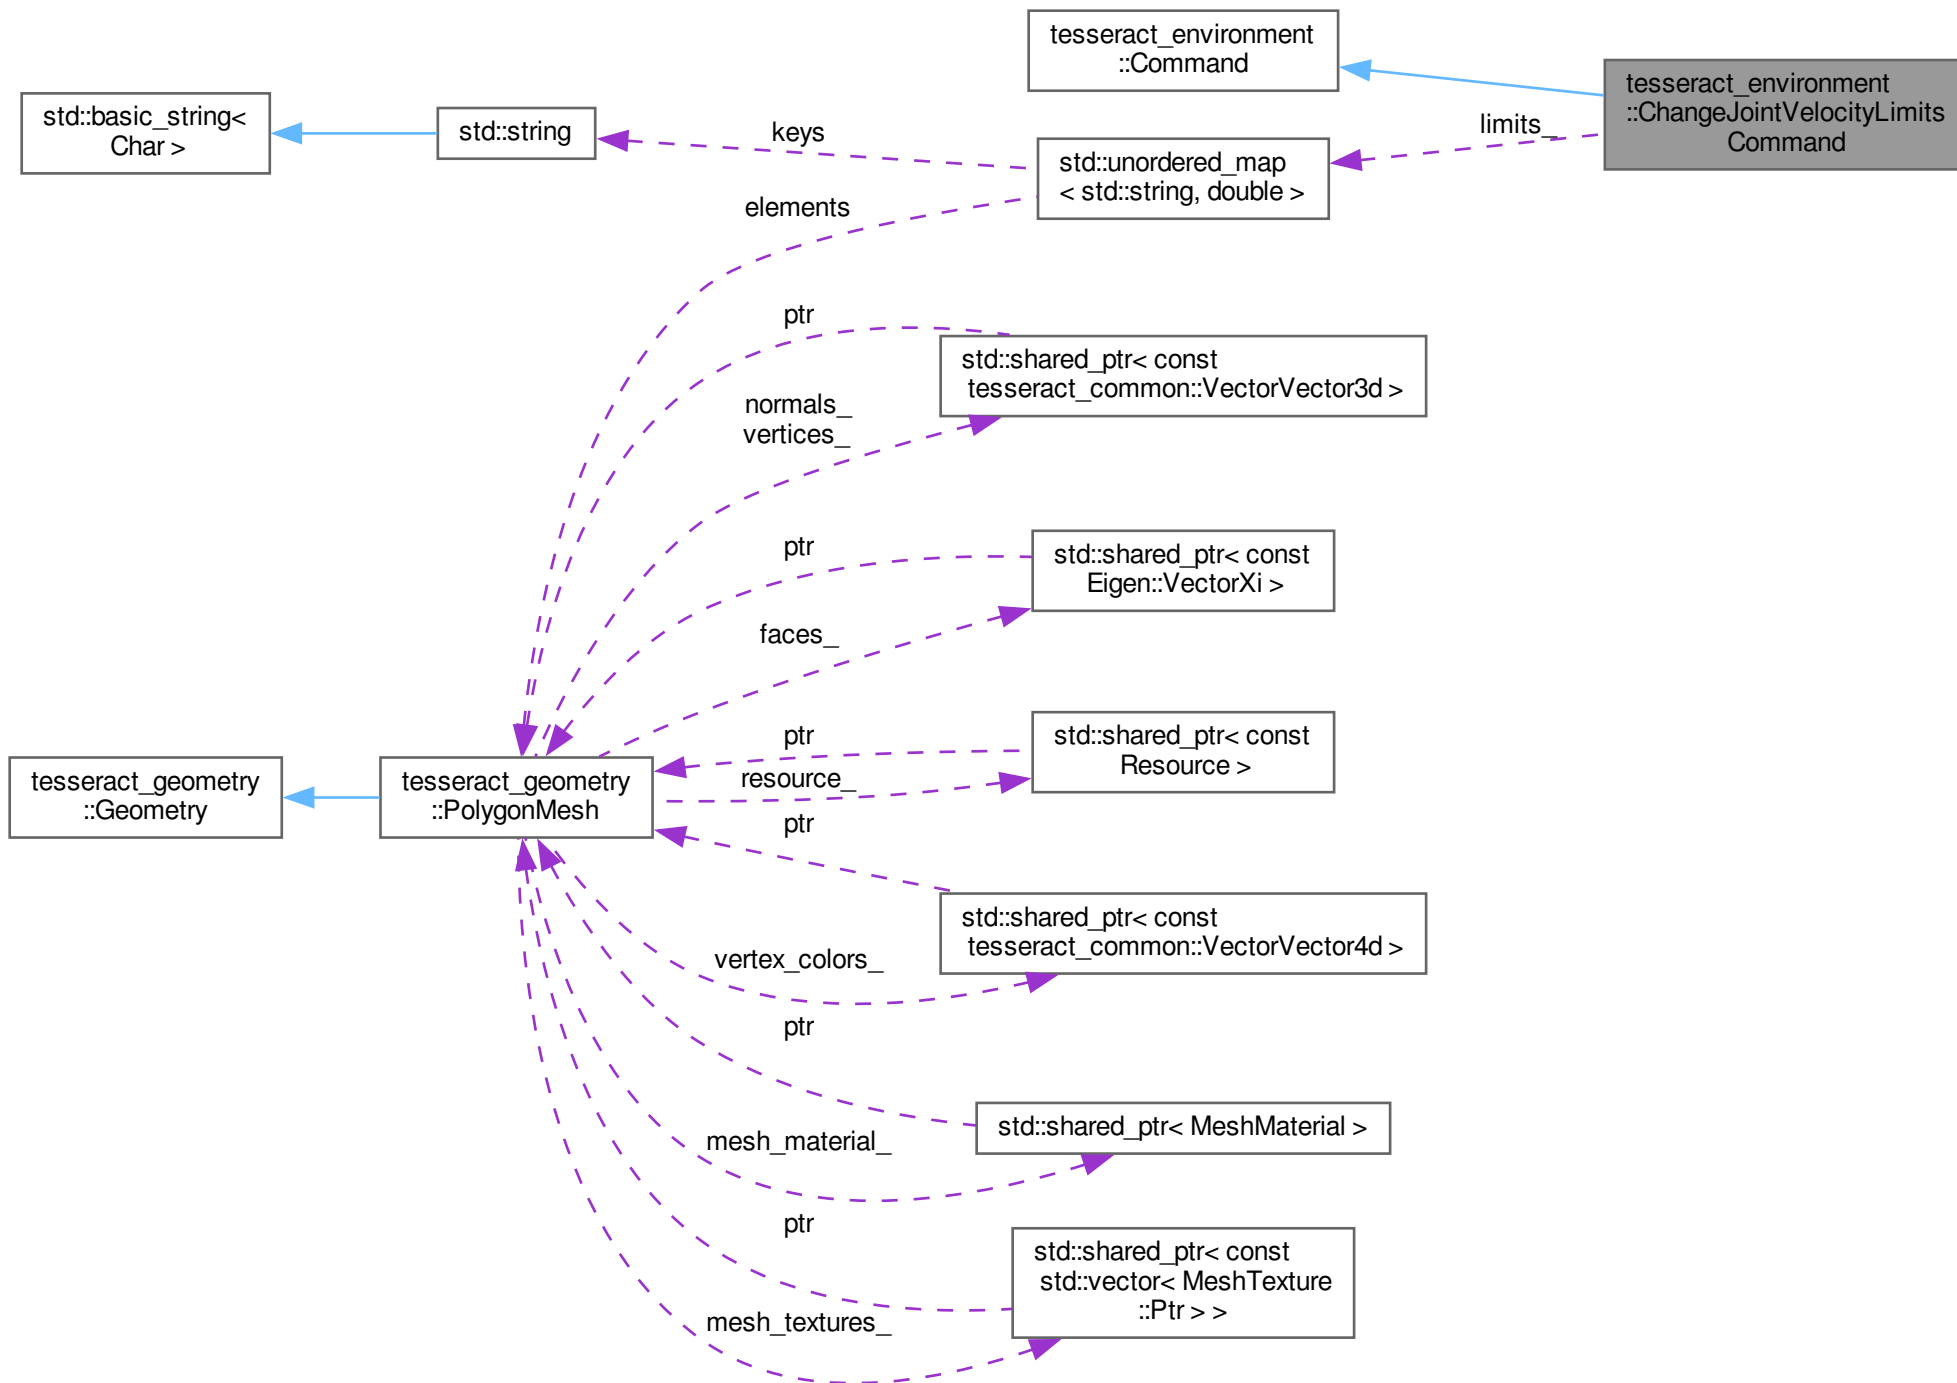 tesseract_environment
::Command
tesseract_environment
::ChangeJointVelocityLimits
Command
limits_
std::basic_string<
Char >
std::string
keys
std::unordered_map
< std::string, double >
elements
ptr
std::shared_ptr< const
tesseract_common::VectorVector3d >
normals_
vertices_
ptr
std::shared_ptr< const
Eigen::VectorXi >
faces_
ptr
std::shared_ptr< const
Resource >
resource_
tesseract_geometry
::Geometry
tesseract_geometry
::PolygonMesh
ptr
std::shared_ptr< const
tesseract_common::VectorVector4d >
vertex_colors_
ptr
std::shared_ptr< MeshMaterial >
mesh_material_
ptr
std::shared_ptr< const
std::vector< MeshTexture
::Ptr > >
mesh_textures_